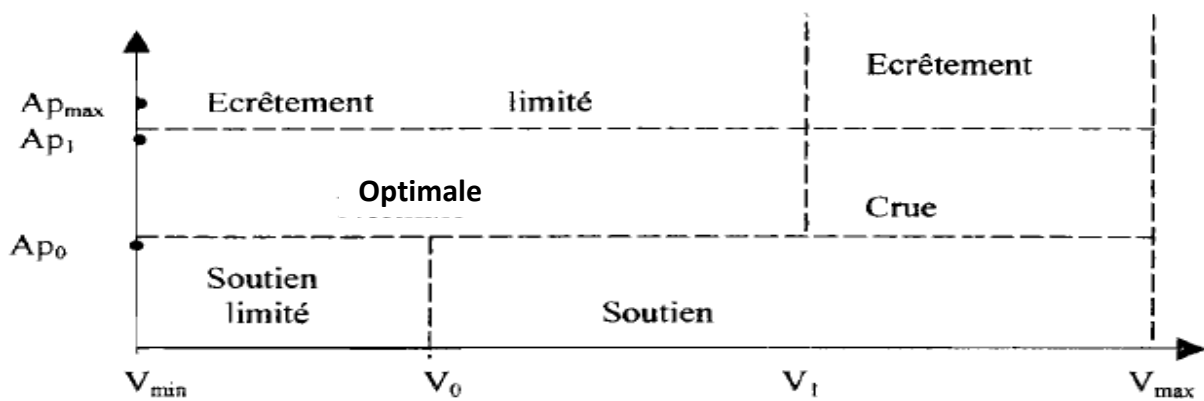 Ecrêtement
Ap_max Ecrêtement limité
Ap_1
Optimale
Crue
Ap_0
Soutien
limité
Soutien
V_min V_0 V_1 V_max